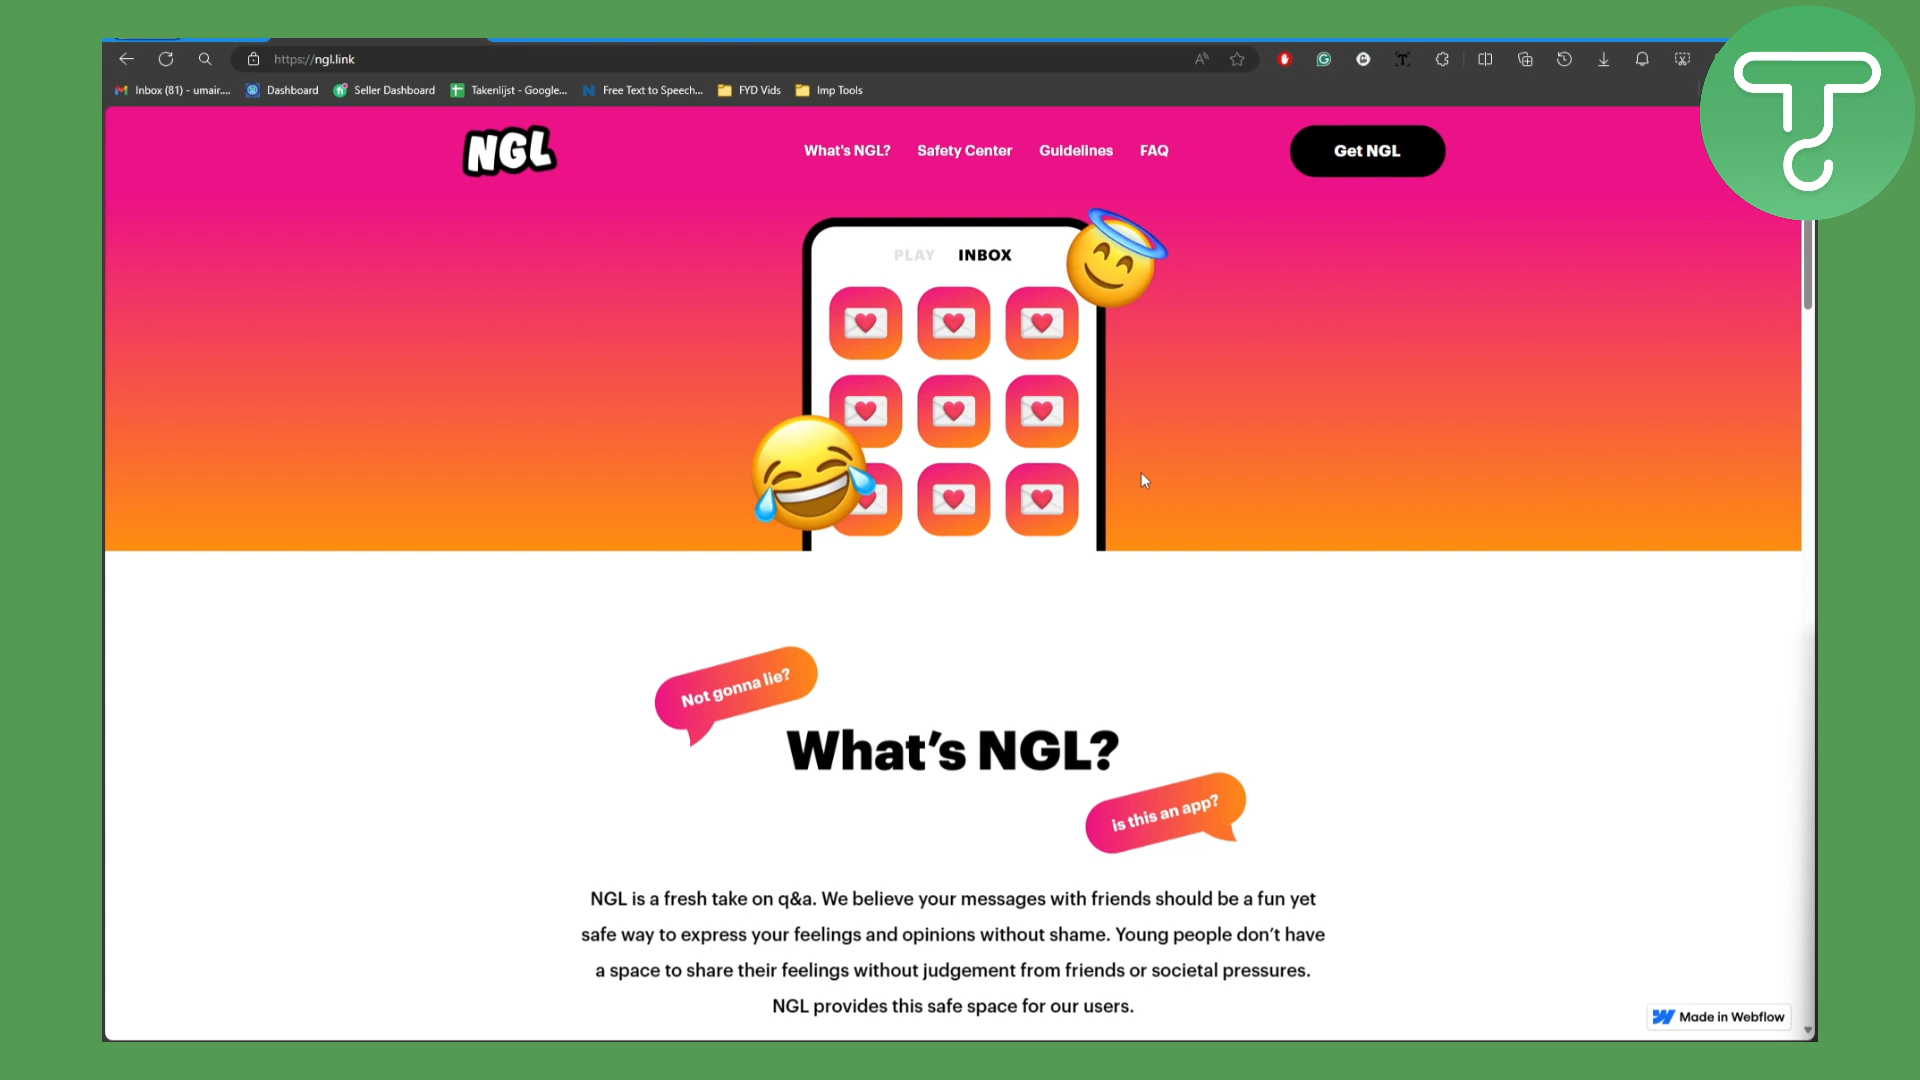 https://ngl.link
Inbox (81) - umair....
Dashboard
Seller Dashboard
Takenlijst - Google...
Free Text to Speech...
FYD Vids
Imp Tools
NGL
What's NGL?
Safety Center
Guidelines
FAQ
Get NGL
PLAY INBOX
Not gonna lie?
What's NGL?
is this an app?
NGL is a fresh take on q&a. We believe your messages with friends should be a fun yet
safe way to express your feelings and opinions without shame. Young people don't have
a space to share their feelings without judgement from friends or societal pressures.
NGL provides this safe space for our users.
Made in Webflow